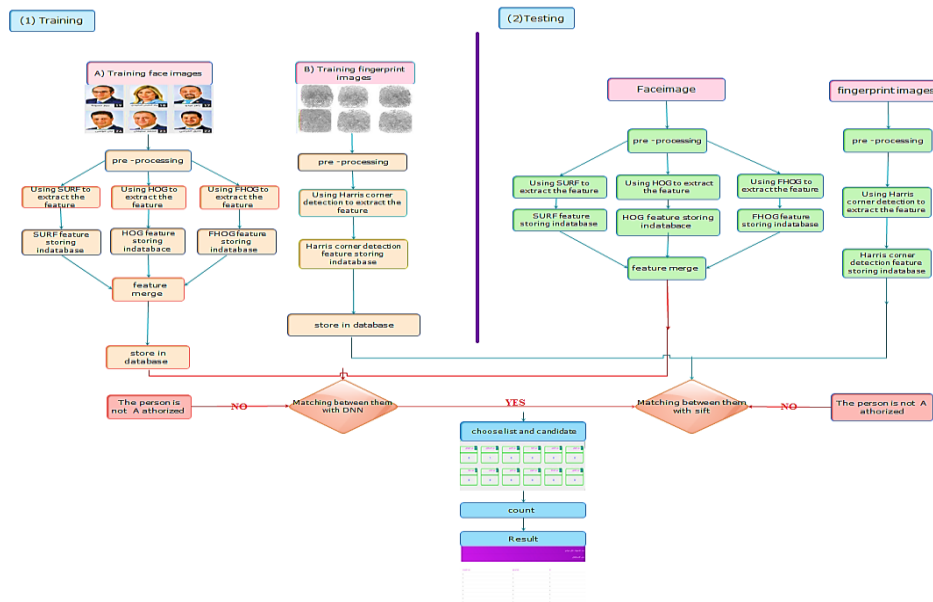 (1) Training
(2)Testing
A) Training face images
B) Training fingerprint
images
Faceimage
fingerprint images
pre -processing
pre -processing
pre -processing
pre -processing
Using SURF to
extract the
feature
Using HOG to
extract the
feature
Using FHOG to
extract the
feature
Using Harris corner
detection to extract the
feature
Using SURF to
extract the feature
Using HOG to extract
the feature
Using FHOG to
extract the feature
Using Harris
corner detection
to extract the
feature
SURF feature
storing
indatabase
HOG feature
storing
indatabace
FHOG feature
storing
indatabase
Harris corner detection
feature storing
indatabase
SURF feature
storing indatabase
HOG feature storing
indatabace
FHOG feature
storing indatabase
Harris corner
detection feature
storing indatabase
feature
merge
feature merge
store in database
store in
database
The person is
not A athorized
NO
Matching between them
with DNN
YES
Matching between them
with sift
NO
The person is not A
athorized
choose list and candidate
count
Result